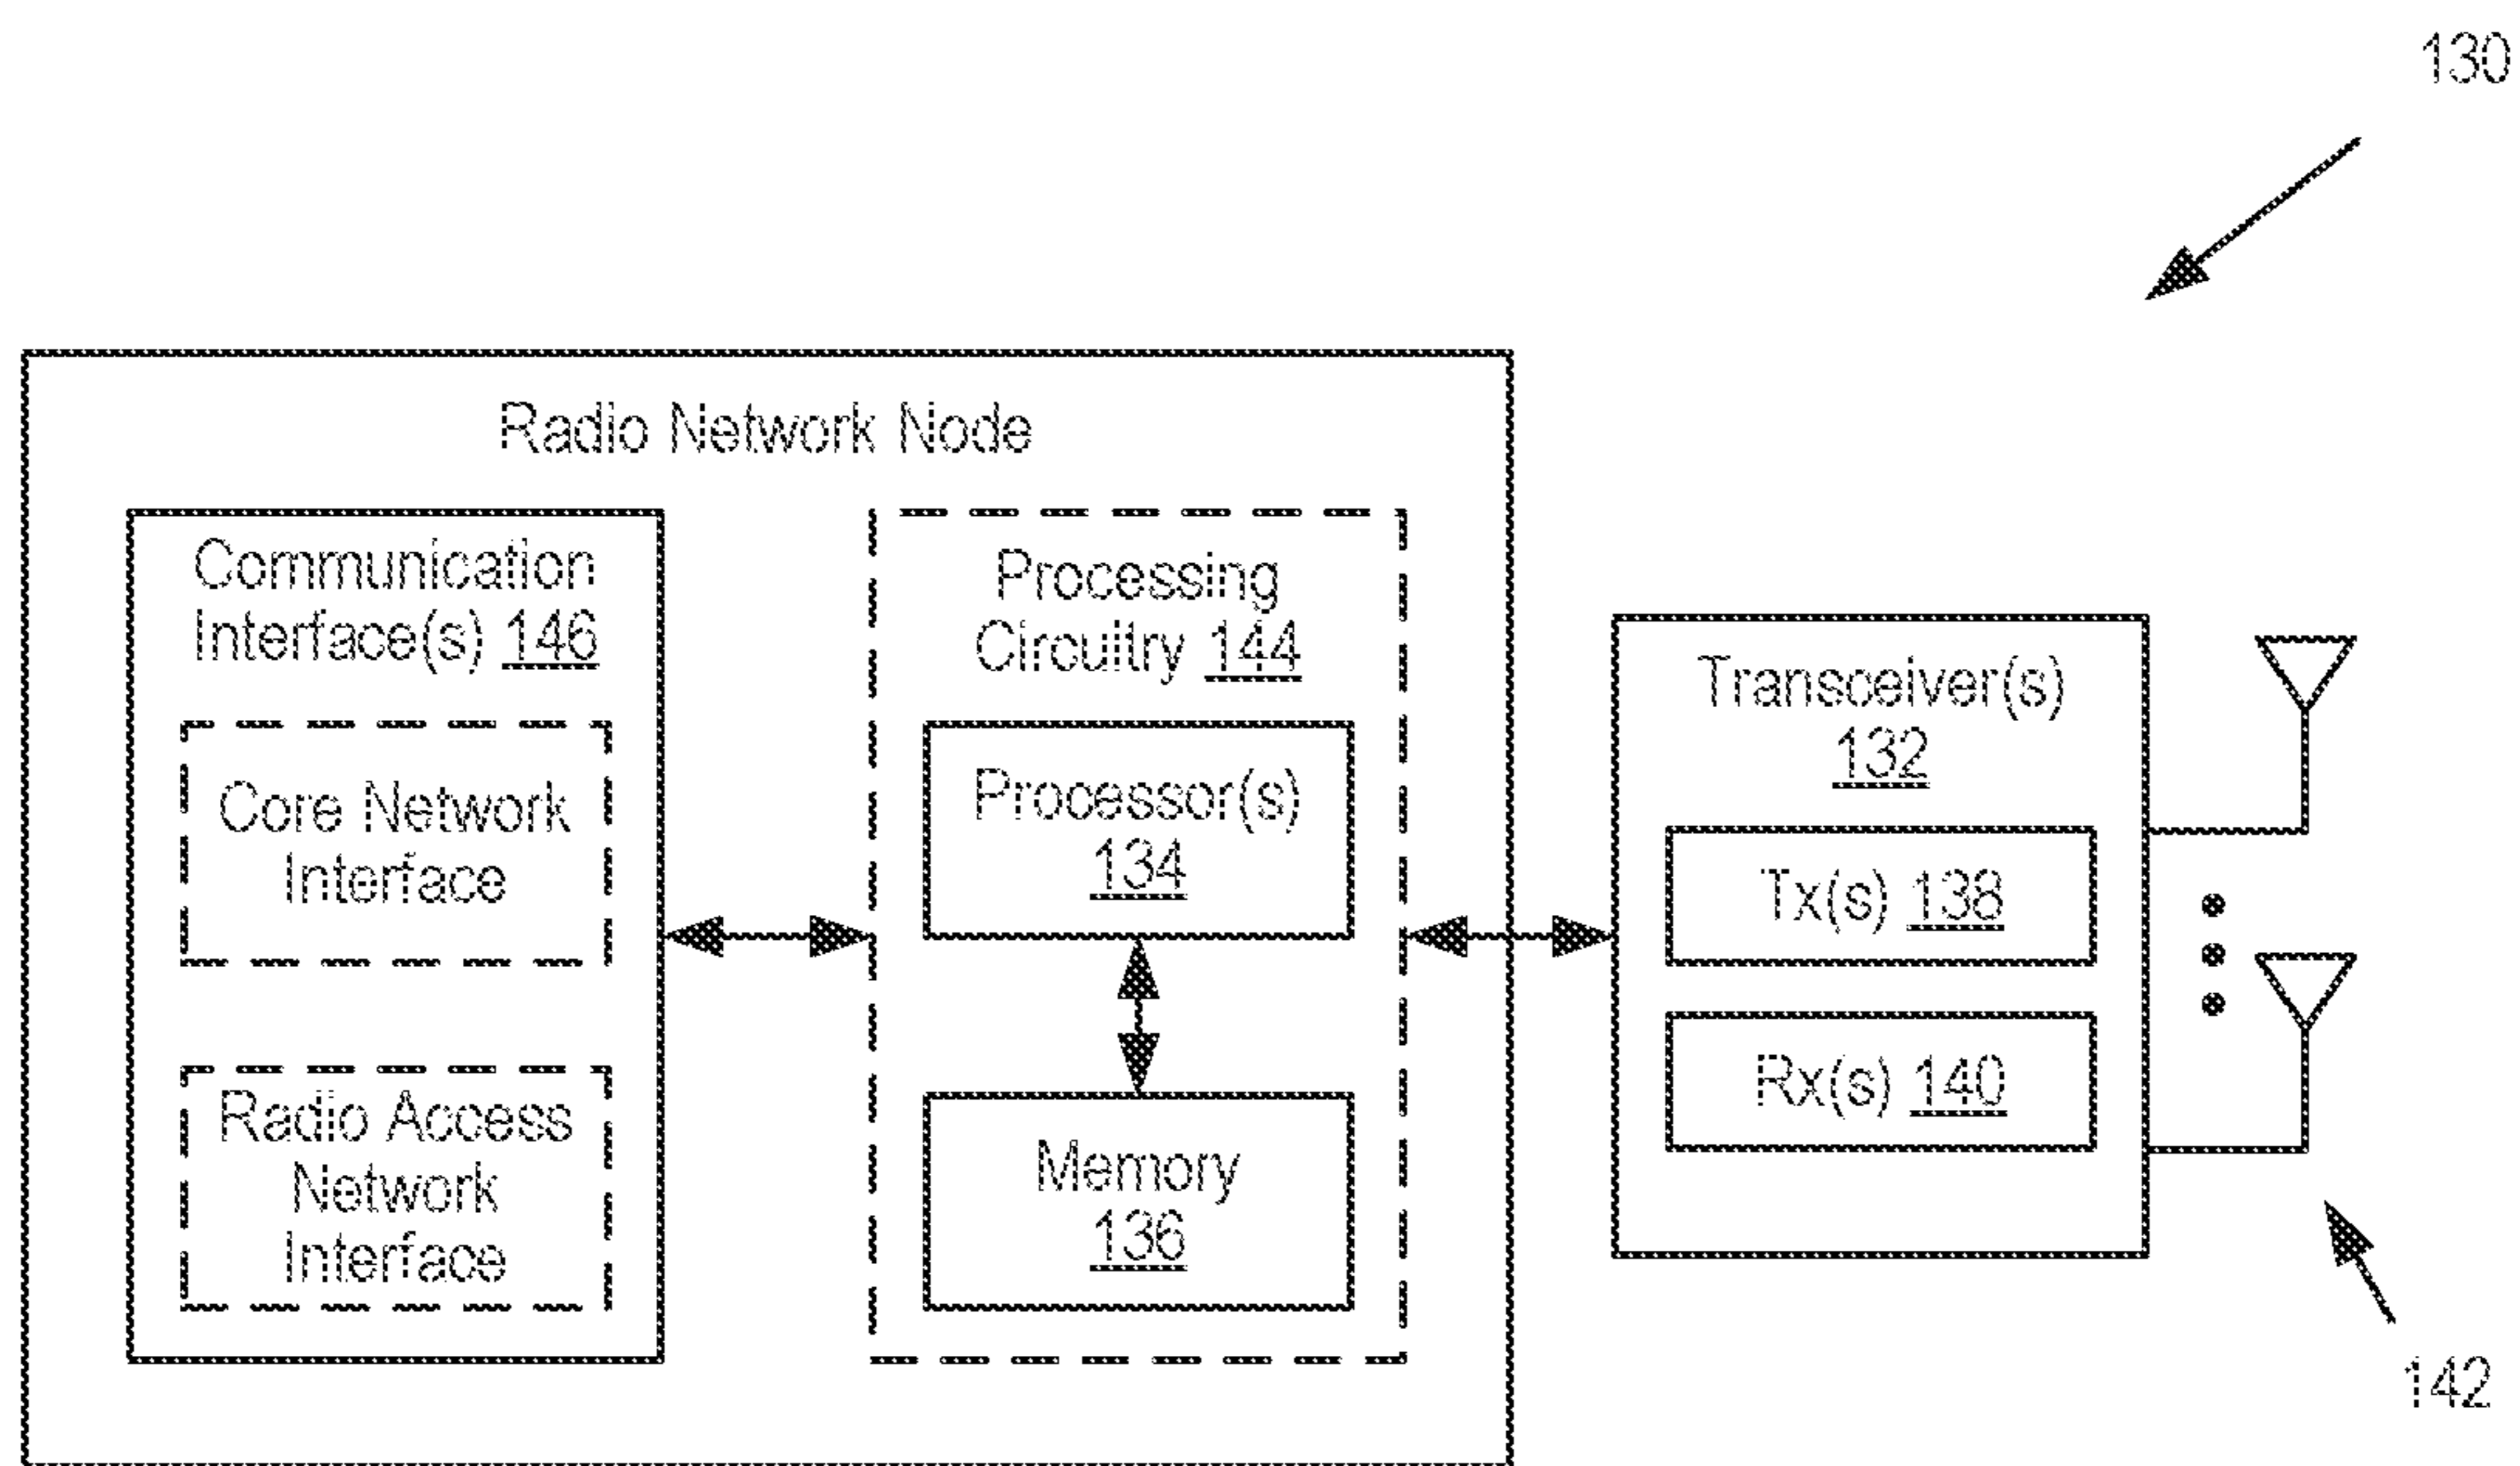 130
Radio Network Node
Communication
Interface(s) 146
Core Network
Interface
Radio Access
Network
Interface
Processing
Circuitry 144
Processor(s)
134
Memory
136
Transceiver(s)
132
Tx(s) 138
Rx(s) 140
142